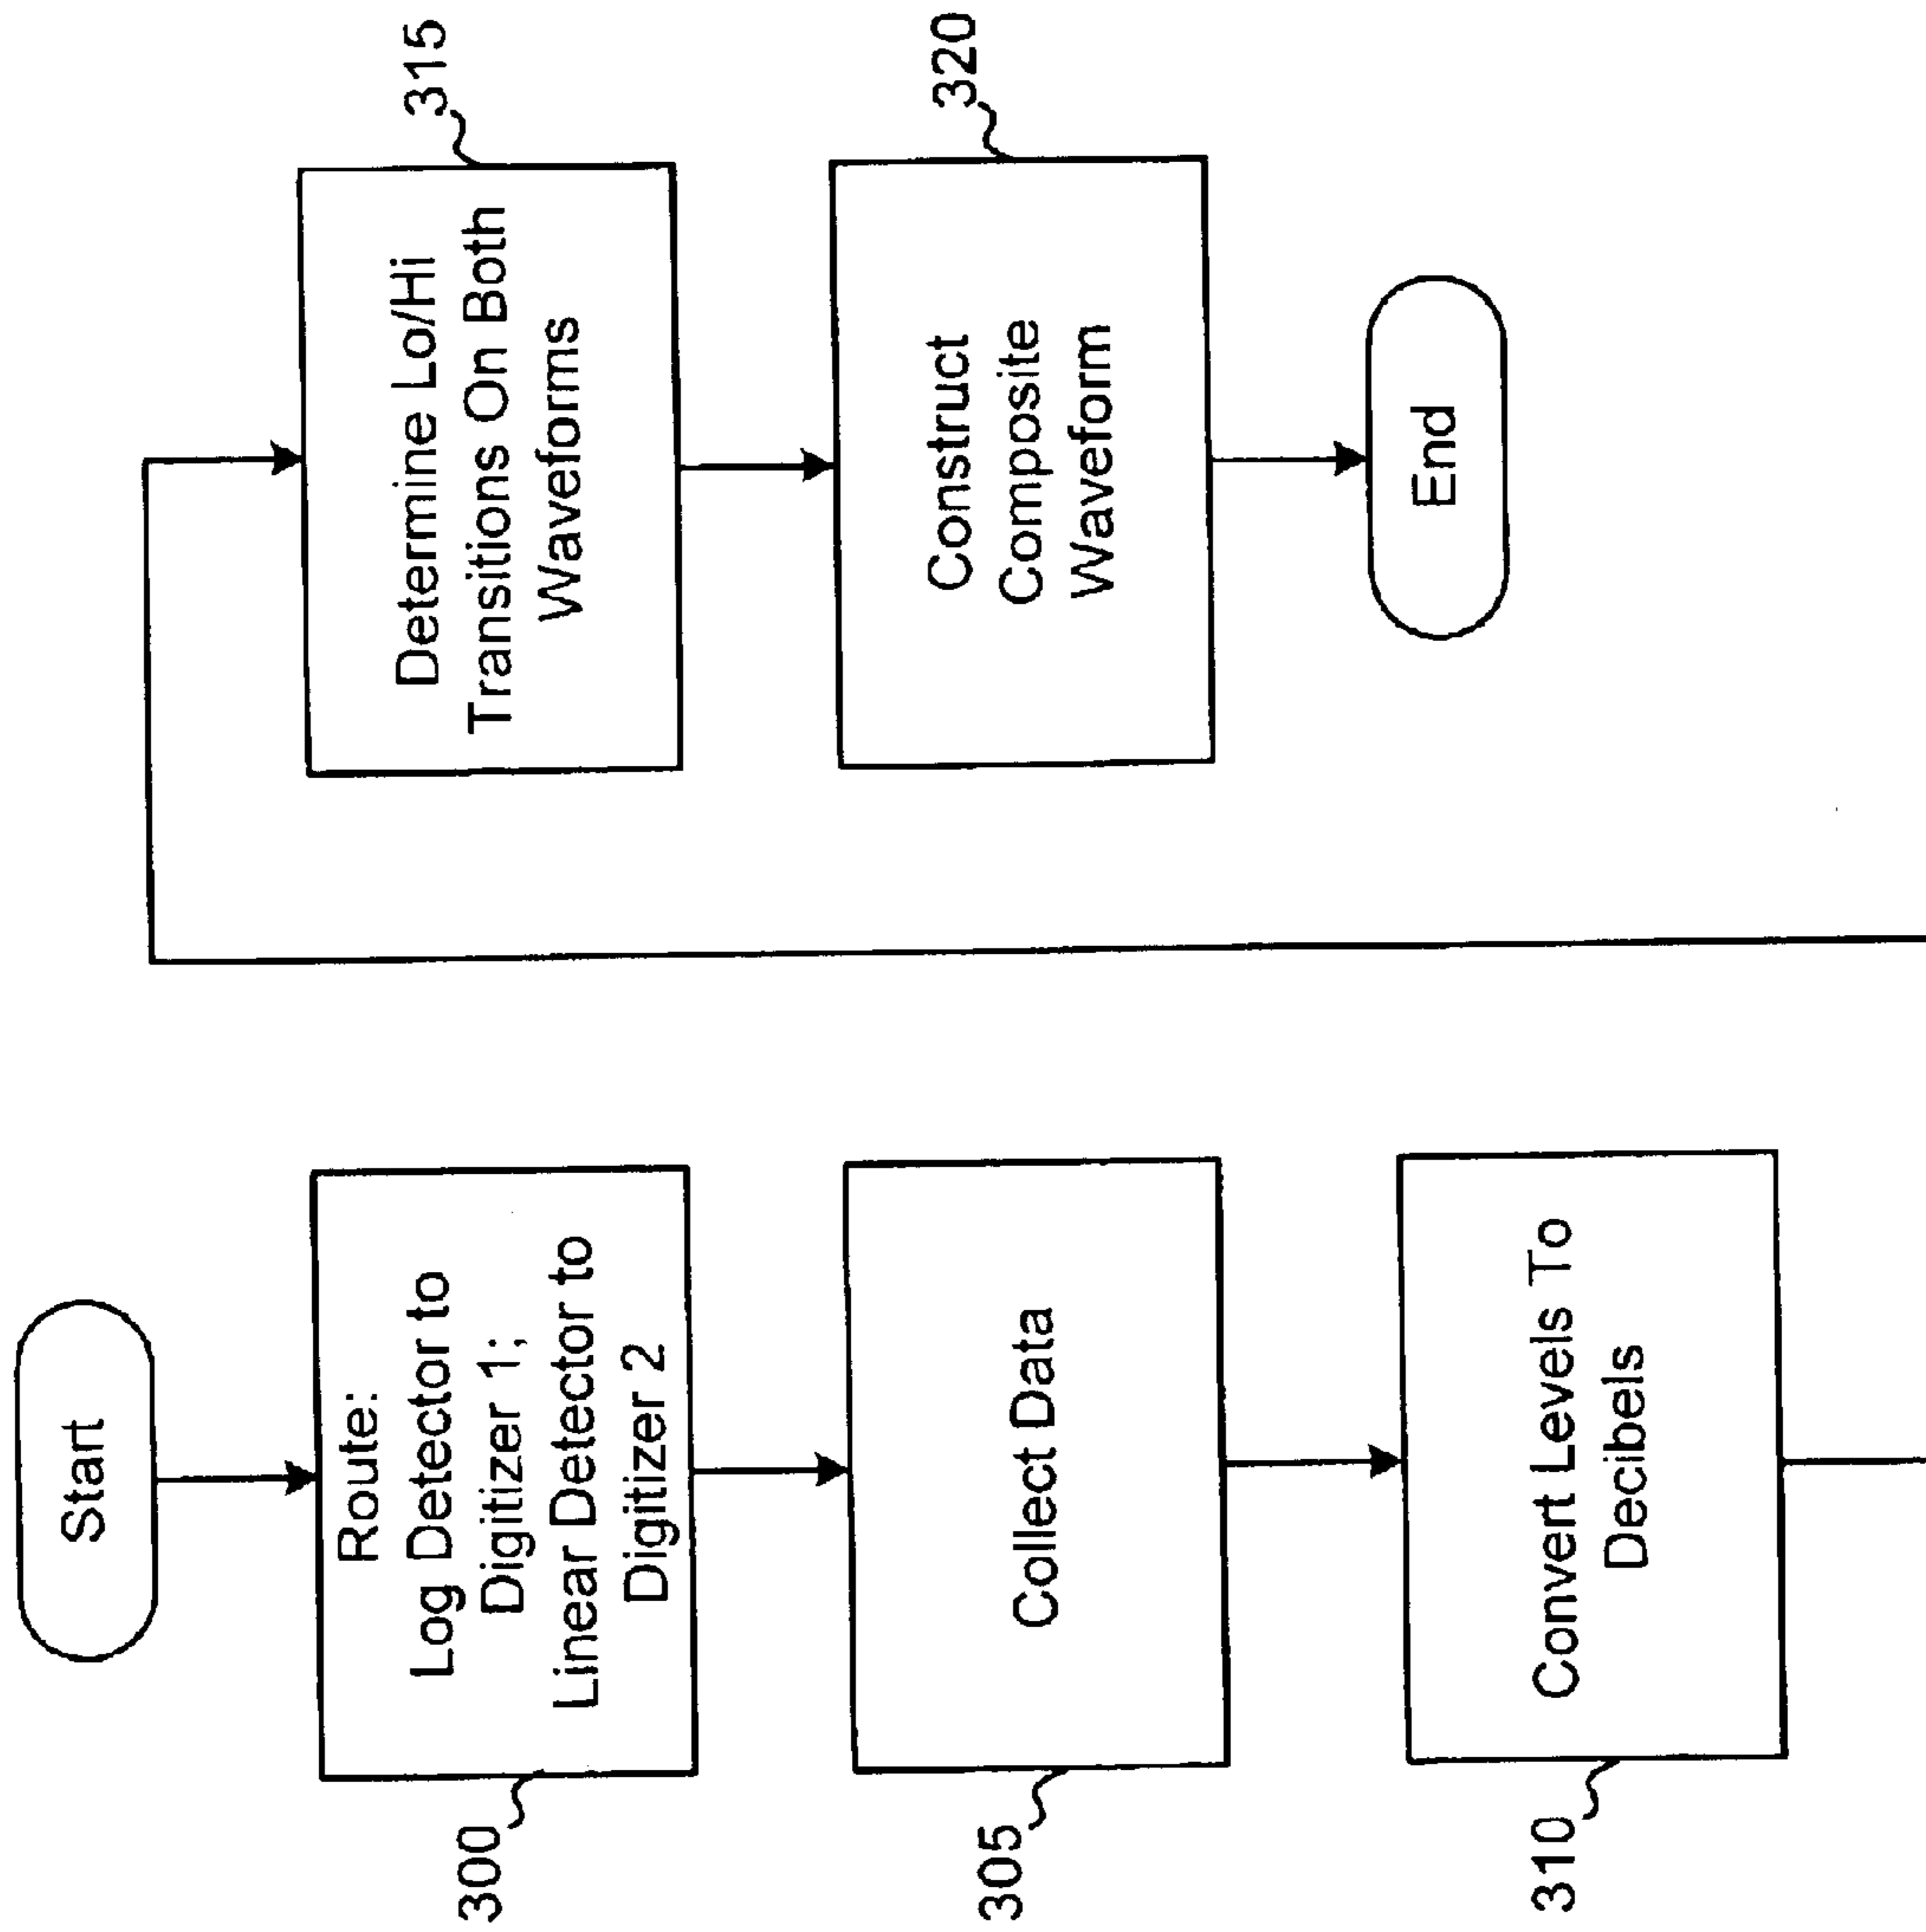 Start
300
Route:
Log Detector to
Digitizer 1;
Linear Detector to
Digitizer 2
305
Collect Data
310
Convert Levels To
Decibels
315
Determine Lo/Hi
Transitions On Both
Waveforms
320
Construct
Composite
Waveform
End